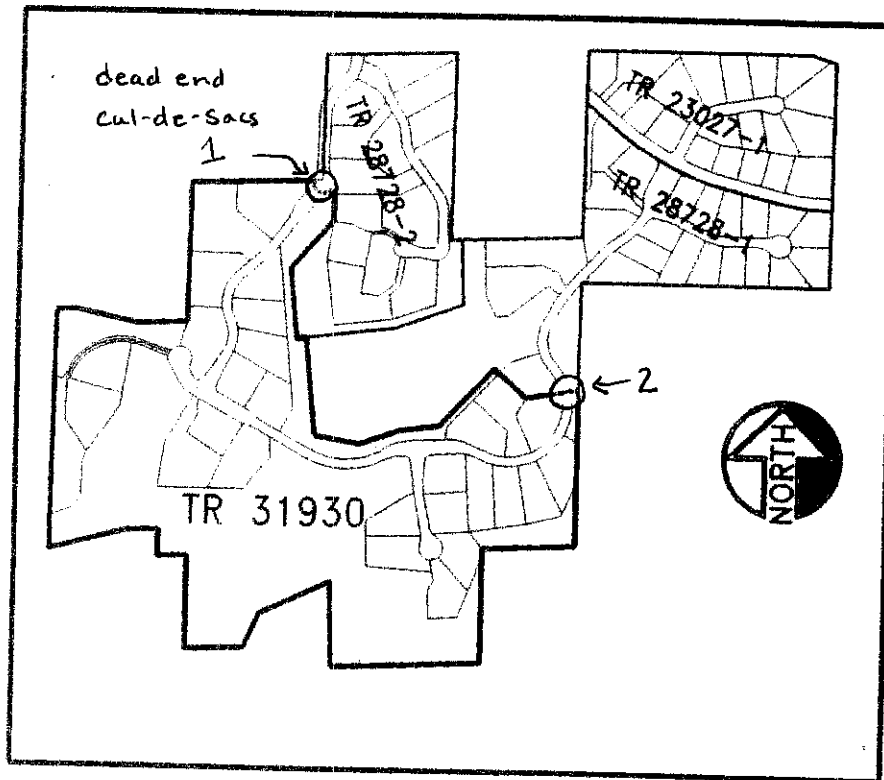 dead end
cul-de-sacs
1
TR 28728-2
TR 23027-1
TR 28728-1
2
NORTH
TR 31930